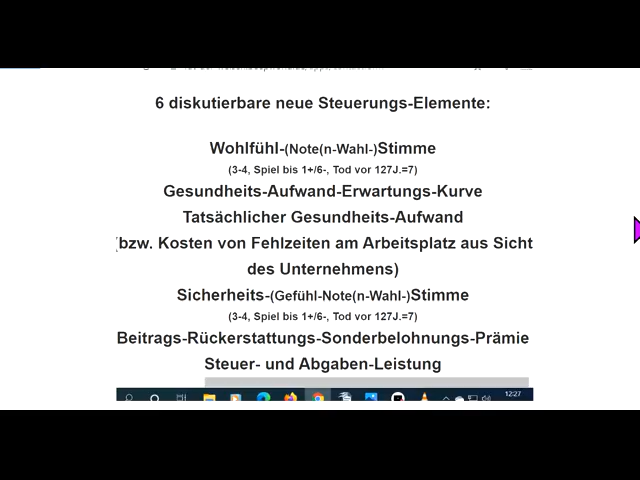 6 diskutierbare neue Steuerungs-Elemente:
Wohlfühl-(Note(n-Wahl-)Stimme
(3-4, Spiel bis 1+/6-, Tod vor 127J.=7)
Gesundheits-Aufwand-Erwartungs-Kurve
Tatsächlicher Gesundheits-Aufwand
(bzw. Kosten von Fehlzeiten am Arbeitsplatz aus Sicht
des Unternehmens)
Sicherheits-(Gefühl-Note(n-Wahl-)Stimme
(3-4, Spiel bis 1+/6-, Tod vor 127J.=7)
Beitrags-Rückerstattungs-Sonderbelohnungs-Prämie
Steuer- und Abgaben-Leistung
12:27